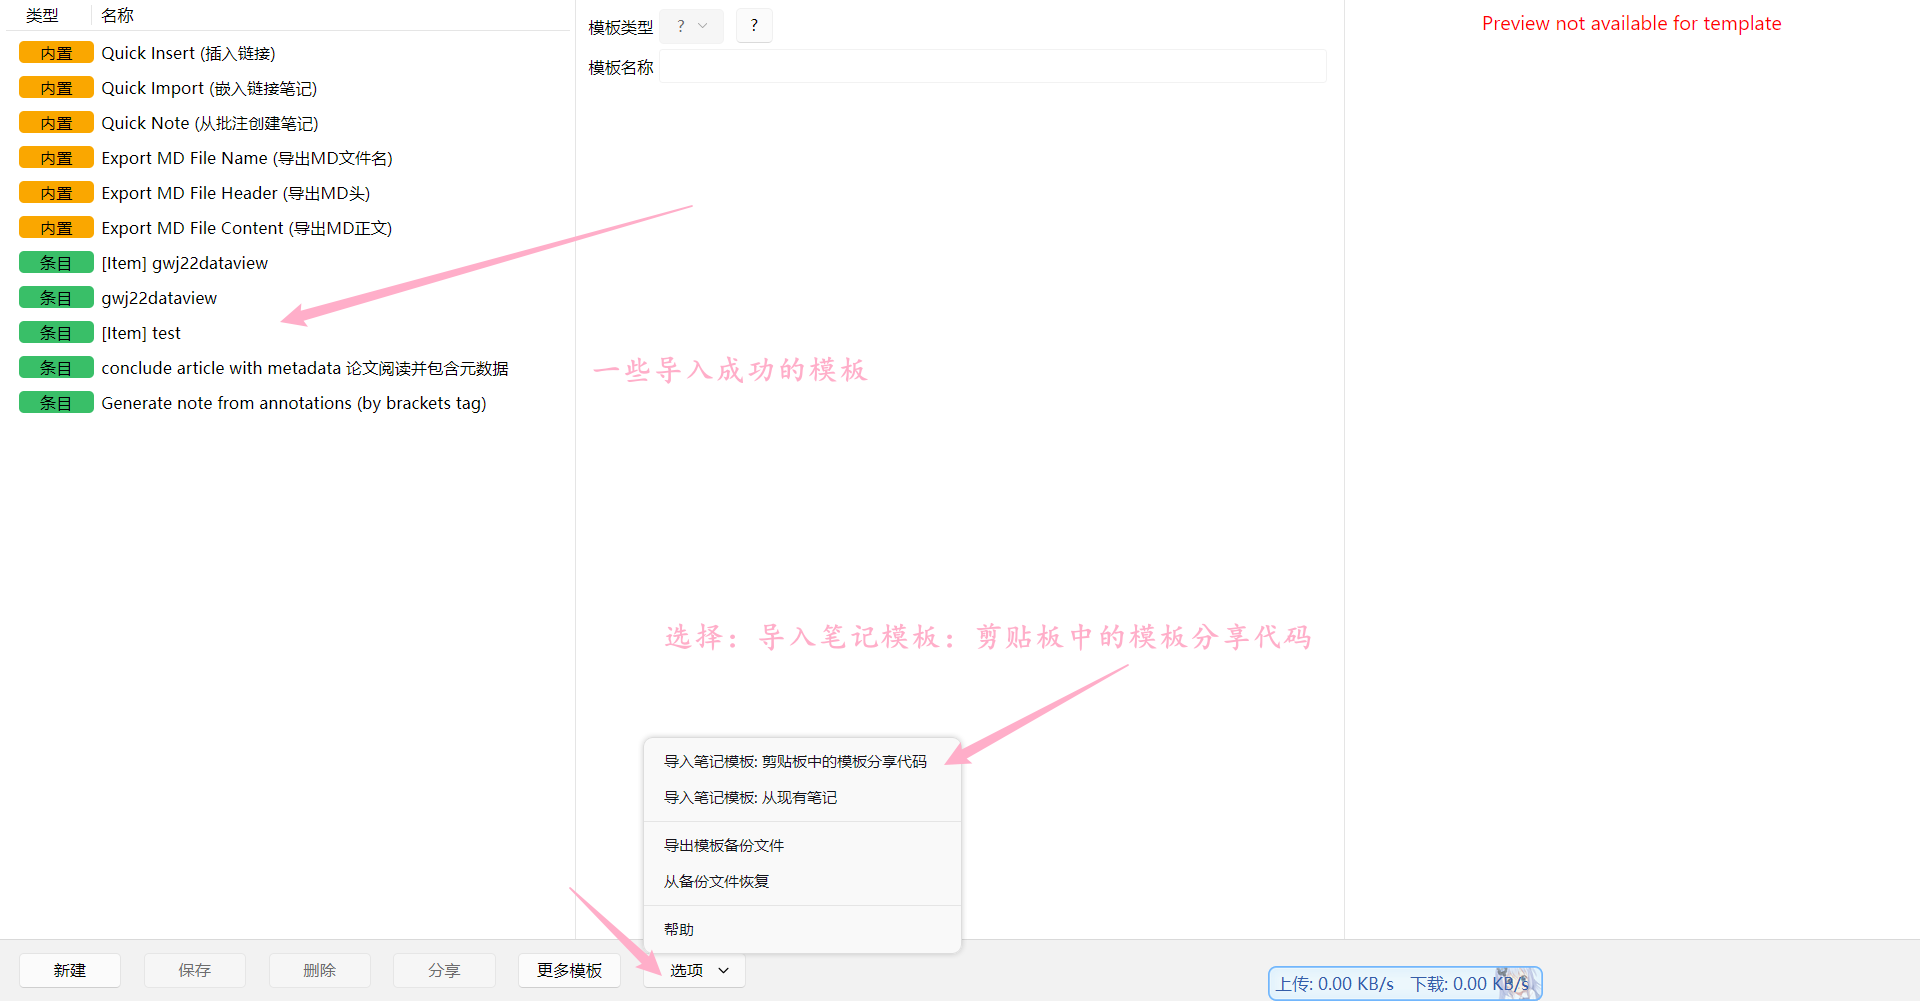 类型 名称
内置 Quick Insert (插入链接)
内置 Quick Import (嵌入链接笔记)
内置 Quick Note (从批注创建笔记)
内置 Export MD File Name (导出MD文件名)
内置 Export MD File Header (导出MD头)
内置 Export MD File Content (导出MD正文)
条目 [Item] gwj22dataview
条目 gwj22dataview
条目 [Item] test
条目 conclude article with metadata 论文阅读并包含元数据
条目 Generate note from annotations (by brackets tag)
模板类型 ? ?
模板名称
Preview not available for template
一些导入成功的模板
选择：导入笔记模板：剪贴板中的模板分享代码
导入笔记模板: 剪贴板中的模板分享代码
导入笔记模板: 从现有笔记
导出模板备份文件
从备份文件恢复
帮助
新建 保存 删除 分享 更多模板 选项
上传: 0.00 KB/s 下载: 0.00 KB/s